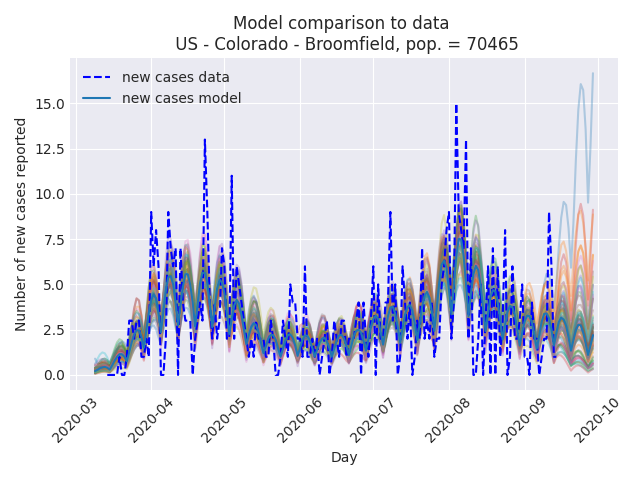 Model comparison to data
US - Colorado - Broomfield, pop. = 70465
new cases data
new cases model
Number of new cases reported
15.0
12.5
10.0
7.5
5.0
2.5
0.0
2020-03
2020-04
2020-05
2020-06
2020-07
2020-08
2020-09
2020-10
Day